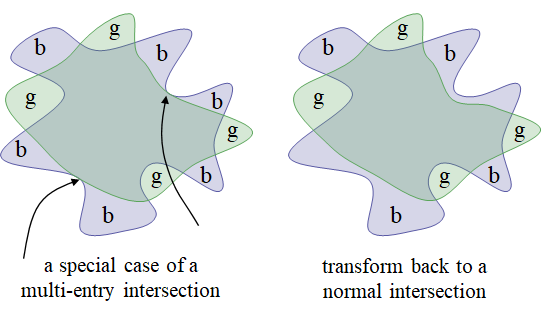 g
b
b
g
b
g
b
g
b
b
a special case of a
multi-entry intersection
g
b
b
g
b
g
g
b
b
transform back to a
normal intersection